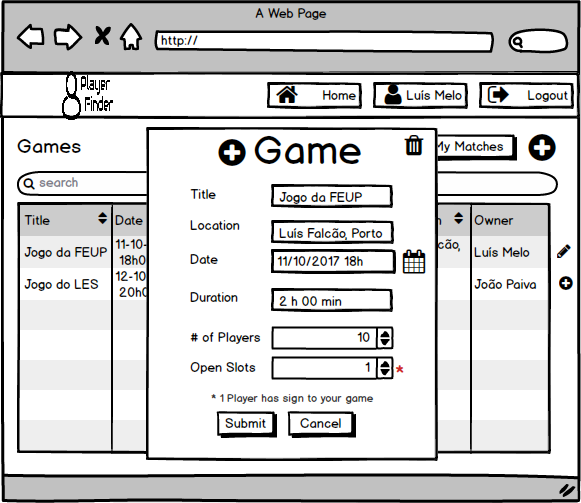 A Web Page
http://
Player
Finder
Home
Luís Melo
Logout
Games
My Matches
search
Title
Date
Owner
Jogo da FEUP
11-10-
18h0
cão,
Luís Melo
Jogo do LES
12-10-
20h0
João Paiva
Game
Title
Jogo da FEUP
Location
Luís Falcão, Porto
Date
11/10/2017 18h
Duration
2 h 00 min
# of Players
10
Open Slots
1
*
* 1 Player has sign to your game
Submit
Cancel